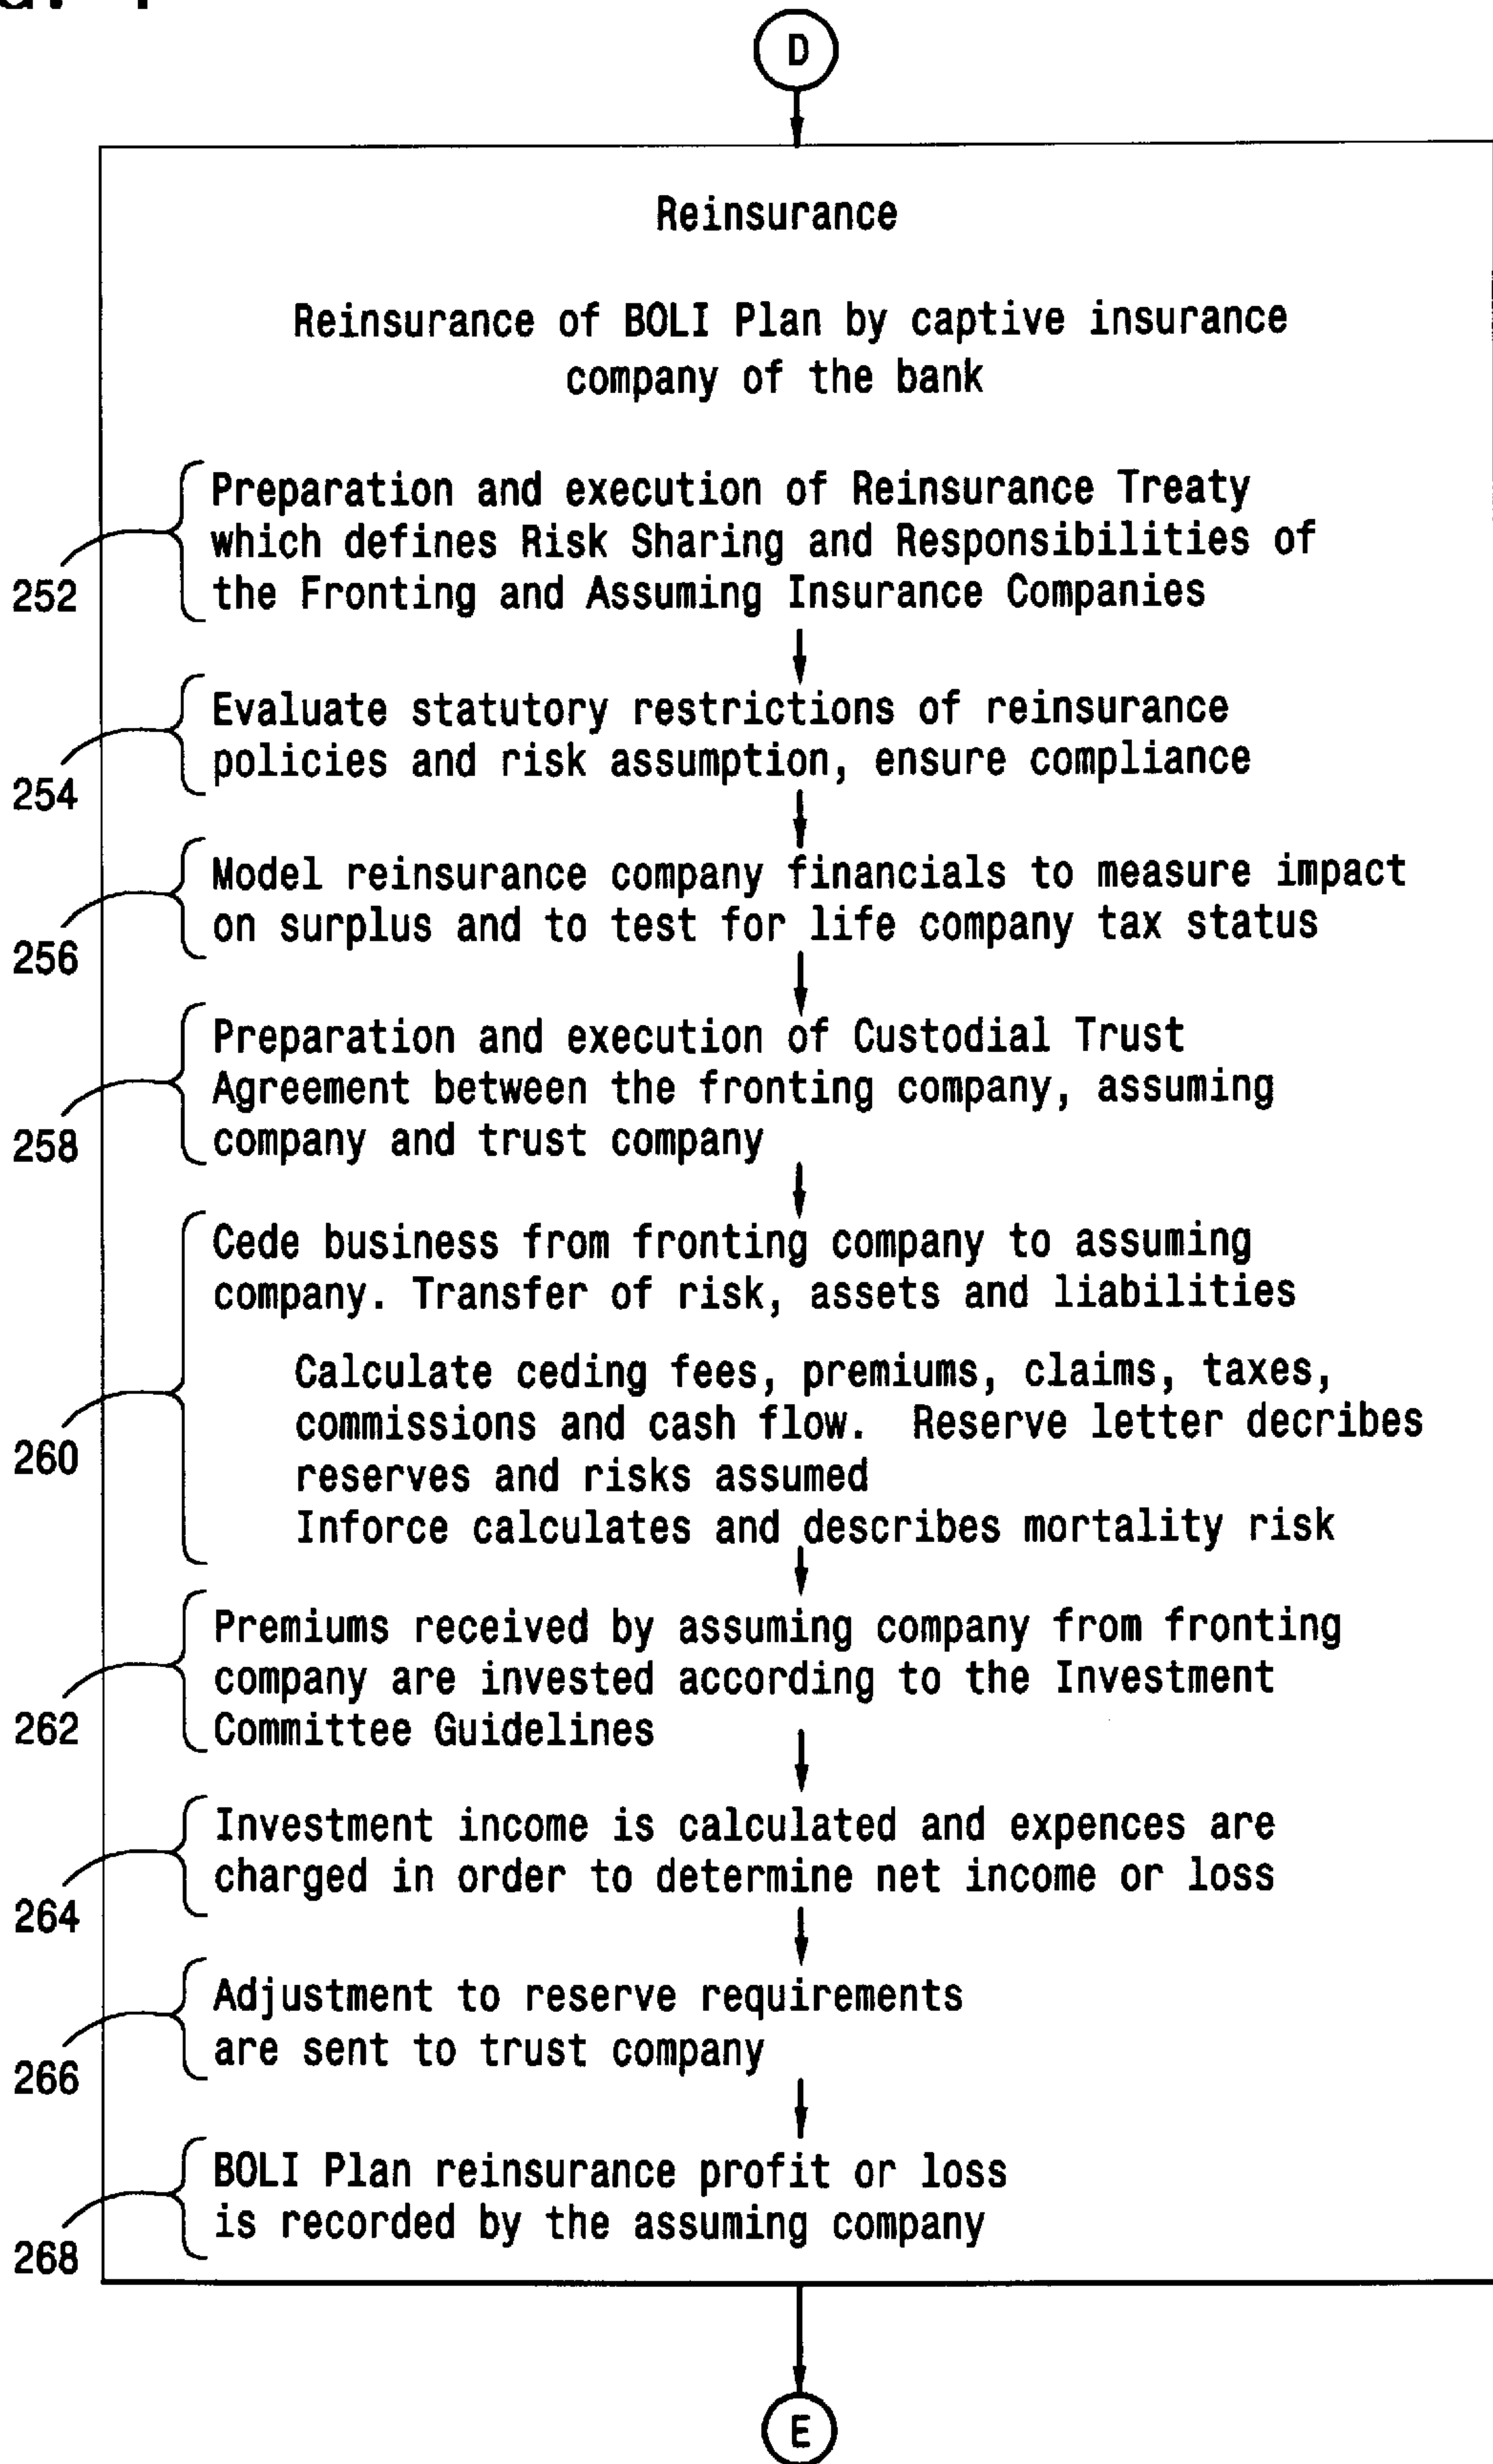 D
Reinsurance
Reinsurance of BOLI Plan by captive insurance
company of the bank
Preparation and execution of Reinsurance Treaty
which defines Risk Sharing and Responsibilities of
the Fronting and Assuming Insurance Companies
252
Evaluate statutory restrictions of reinsurance
policies and risk assumption, ensure compliance
254
Model reinsurance company financials to measure impact
on surplus and to test for life company tax status
256
Preparation and execution of Custodial Trust
Agreement between the fronting company, assuming
company and trust company
258
Cede business from fronting company to assuming
company. Transfer of risk, assets and liabilities
Calculate ceding fees, premiums, claims, taxes,
commissions and cash flow. Reserve letter decribes
reserves and risks assumed
Inforce calculates and describes mortality risk
260
Premiums received by assuming company from fronting
company are invested according to the Investment
Committee Guidelines
262
Investment income is calculated and expences are
charged in order to determine net income or loss
264
Adjustment to reserve requirements
are sent to trust company
266
BOLI Plan reinsurance profit or loss
is recorded by the assuming company
268
E